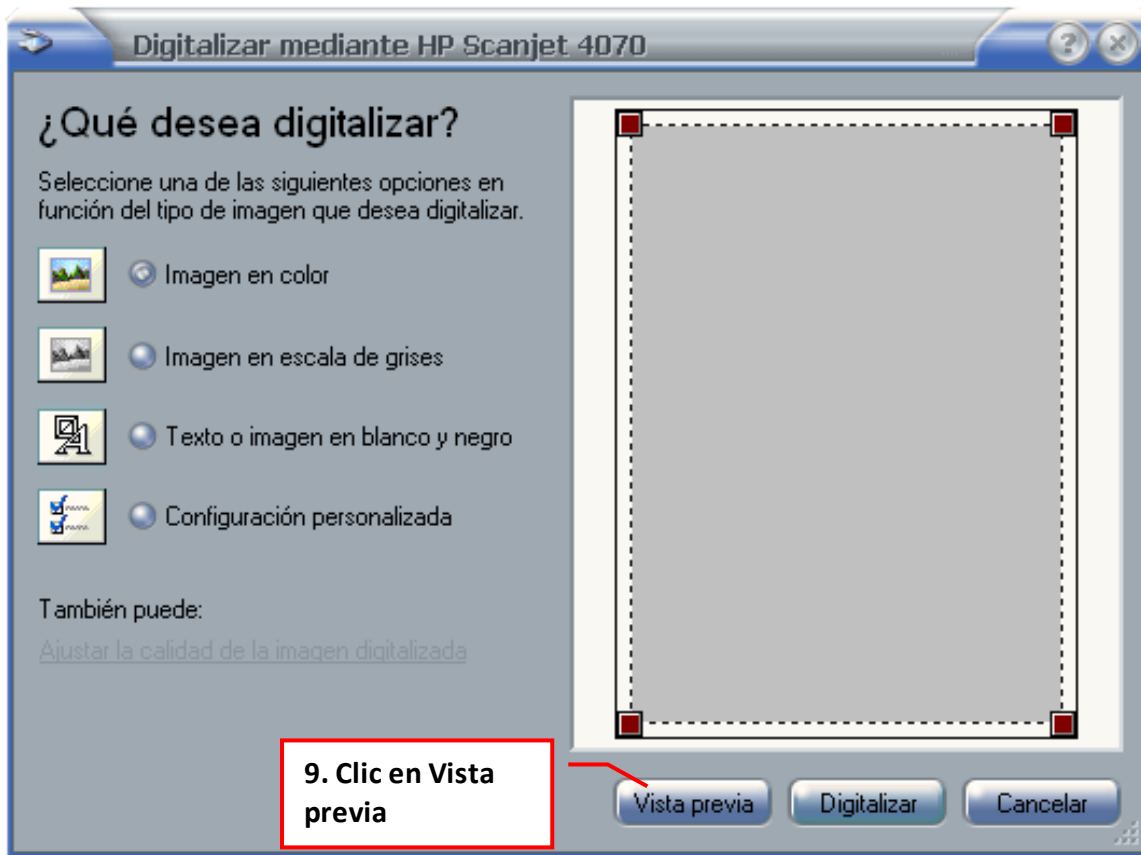 Digitalizar mediante HP Scanjet 4070
¿Qué desea digitalizar?
Seleccione una de las siguientes opciones en
función del tipo de imagen que desea digitalizar.
Imagen en color
Imagen en escala de grises
Texto o imagen en blanco y negro
Configuración personalizada
También puede:
Ajustar la calidad de la imagen digitalizada
9. Clic en Vista
previa
Vista previa
Digitalizar
Cancelar